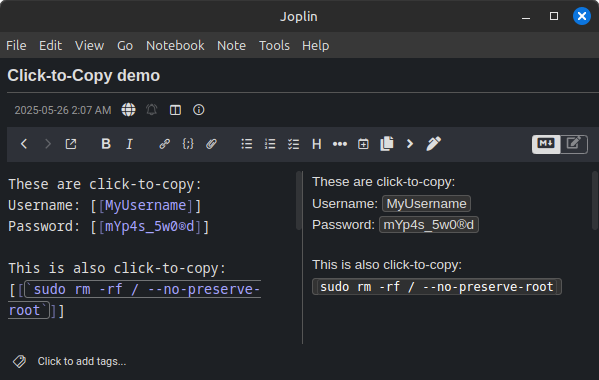 Joplin
File Edit View Go Notebook Note Tools Help
Click-to-Copy demo
2025-05-26 2:07 AM
B I {;} H
M
These are click-to-copy:
Username: [[MyUsername]]
Password: [[mYp4s_5w0®d]]
This is also click-to-copy:
[[`sudo rm -rf / --no-preserve-
root`]]
These are click-to-copy:
Username: MyUsername
Password: mYp4s_5w0®d
This is also click-to-copy:
sudo rm -rf / --no-preserve-root
Click to add tags...